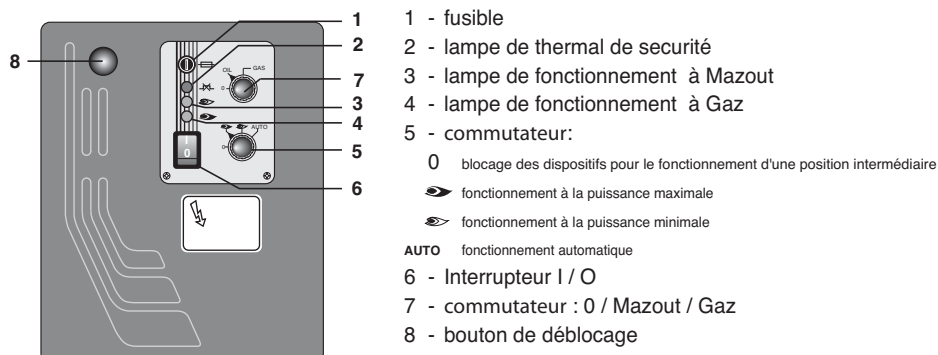 1
2
8
7
3
4
5
6
OIL
GAS
0
AUTO
0
I
0
1 - fusible
2 - lampe de thermal de securité
3 - lampe de fonctionnement à Mazout
4 - lampe de fonctionnement à Gaz
5 - commutateur:
0 blocage des dispositifs pour le fonctionnement d'une position intermédiaire
fonctionnement à la puissance maximale
fonctionnement à la puissance minimale
AUTO fonctionnement automatique
6 - Interrupteur I / O
7 - commutateur : 0 / Mazout / Gaz
8 - bouton de déblocage